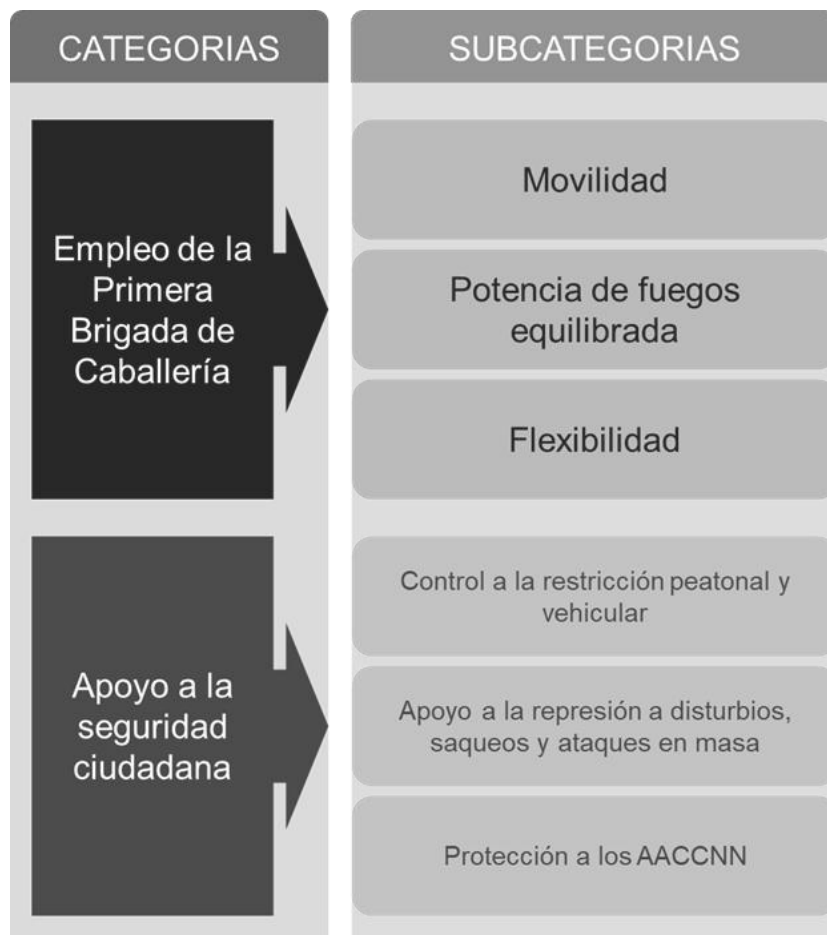 CATEGORIAS
SUBCATEGORIAS
Empleo de la
Primera
Brigada de
Caballería
Movilidad
Potencia de fuegos
equilibrada
Flexibilidad
Apoyo a la
seguridad
ciudadana
Control a la restricción peatonal y
vehicular
Apoyo a la represión a disturbios,
saqueos y ataques en masa
Protección a los AACCNN